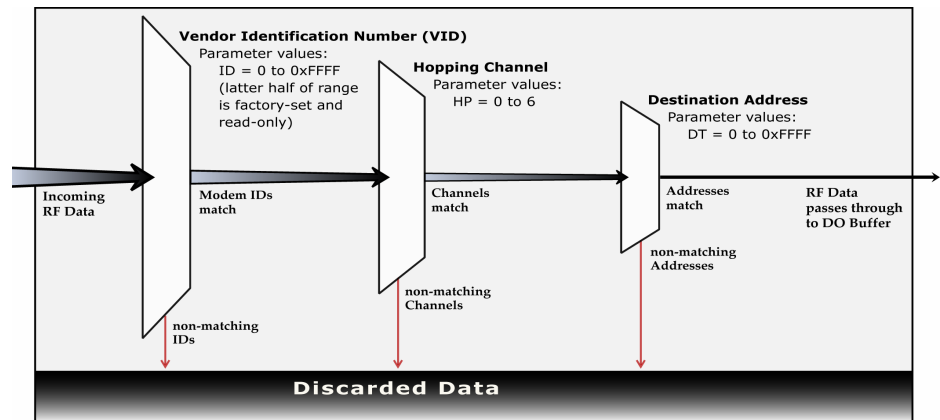 Vendor Identification Number (VID)
Parameter values:
ID = 0 to 0xFFFF
(latter half of range
is factory-set and
read-only)
Hopping Channel
Parameter values:
HP = 0 to 6
Destination Address
Parameter values:
DT = 0 to 0xFFFF
Incoming
RF Data
Modem IDs
match
Channels
match
Addresses
match
RF Data
passes through
to DO Buffer
non-matching
IDs
non-matching
Channels
non-matching
Addresses
Discarded Data